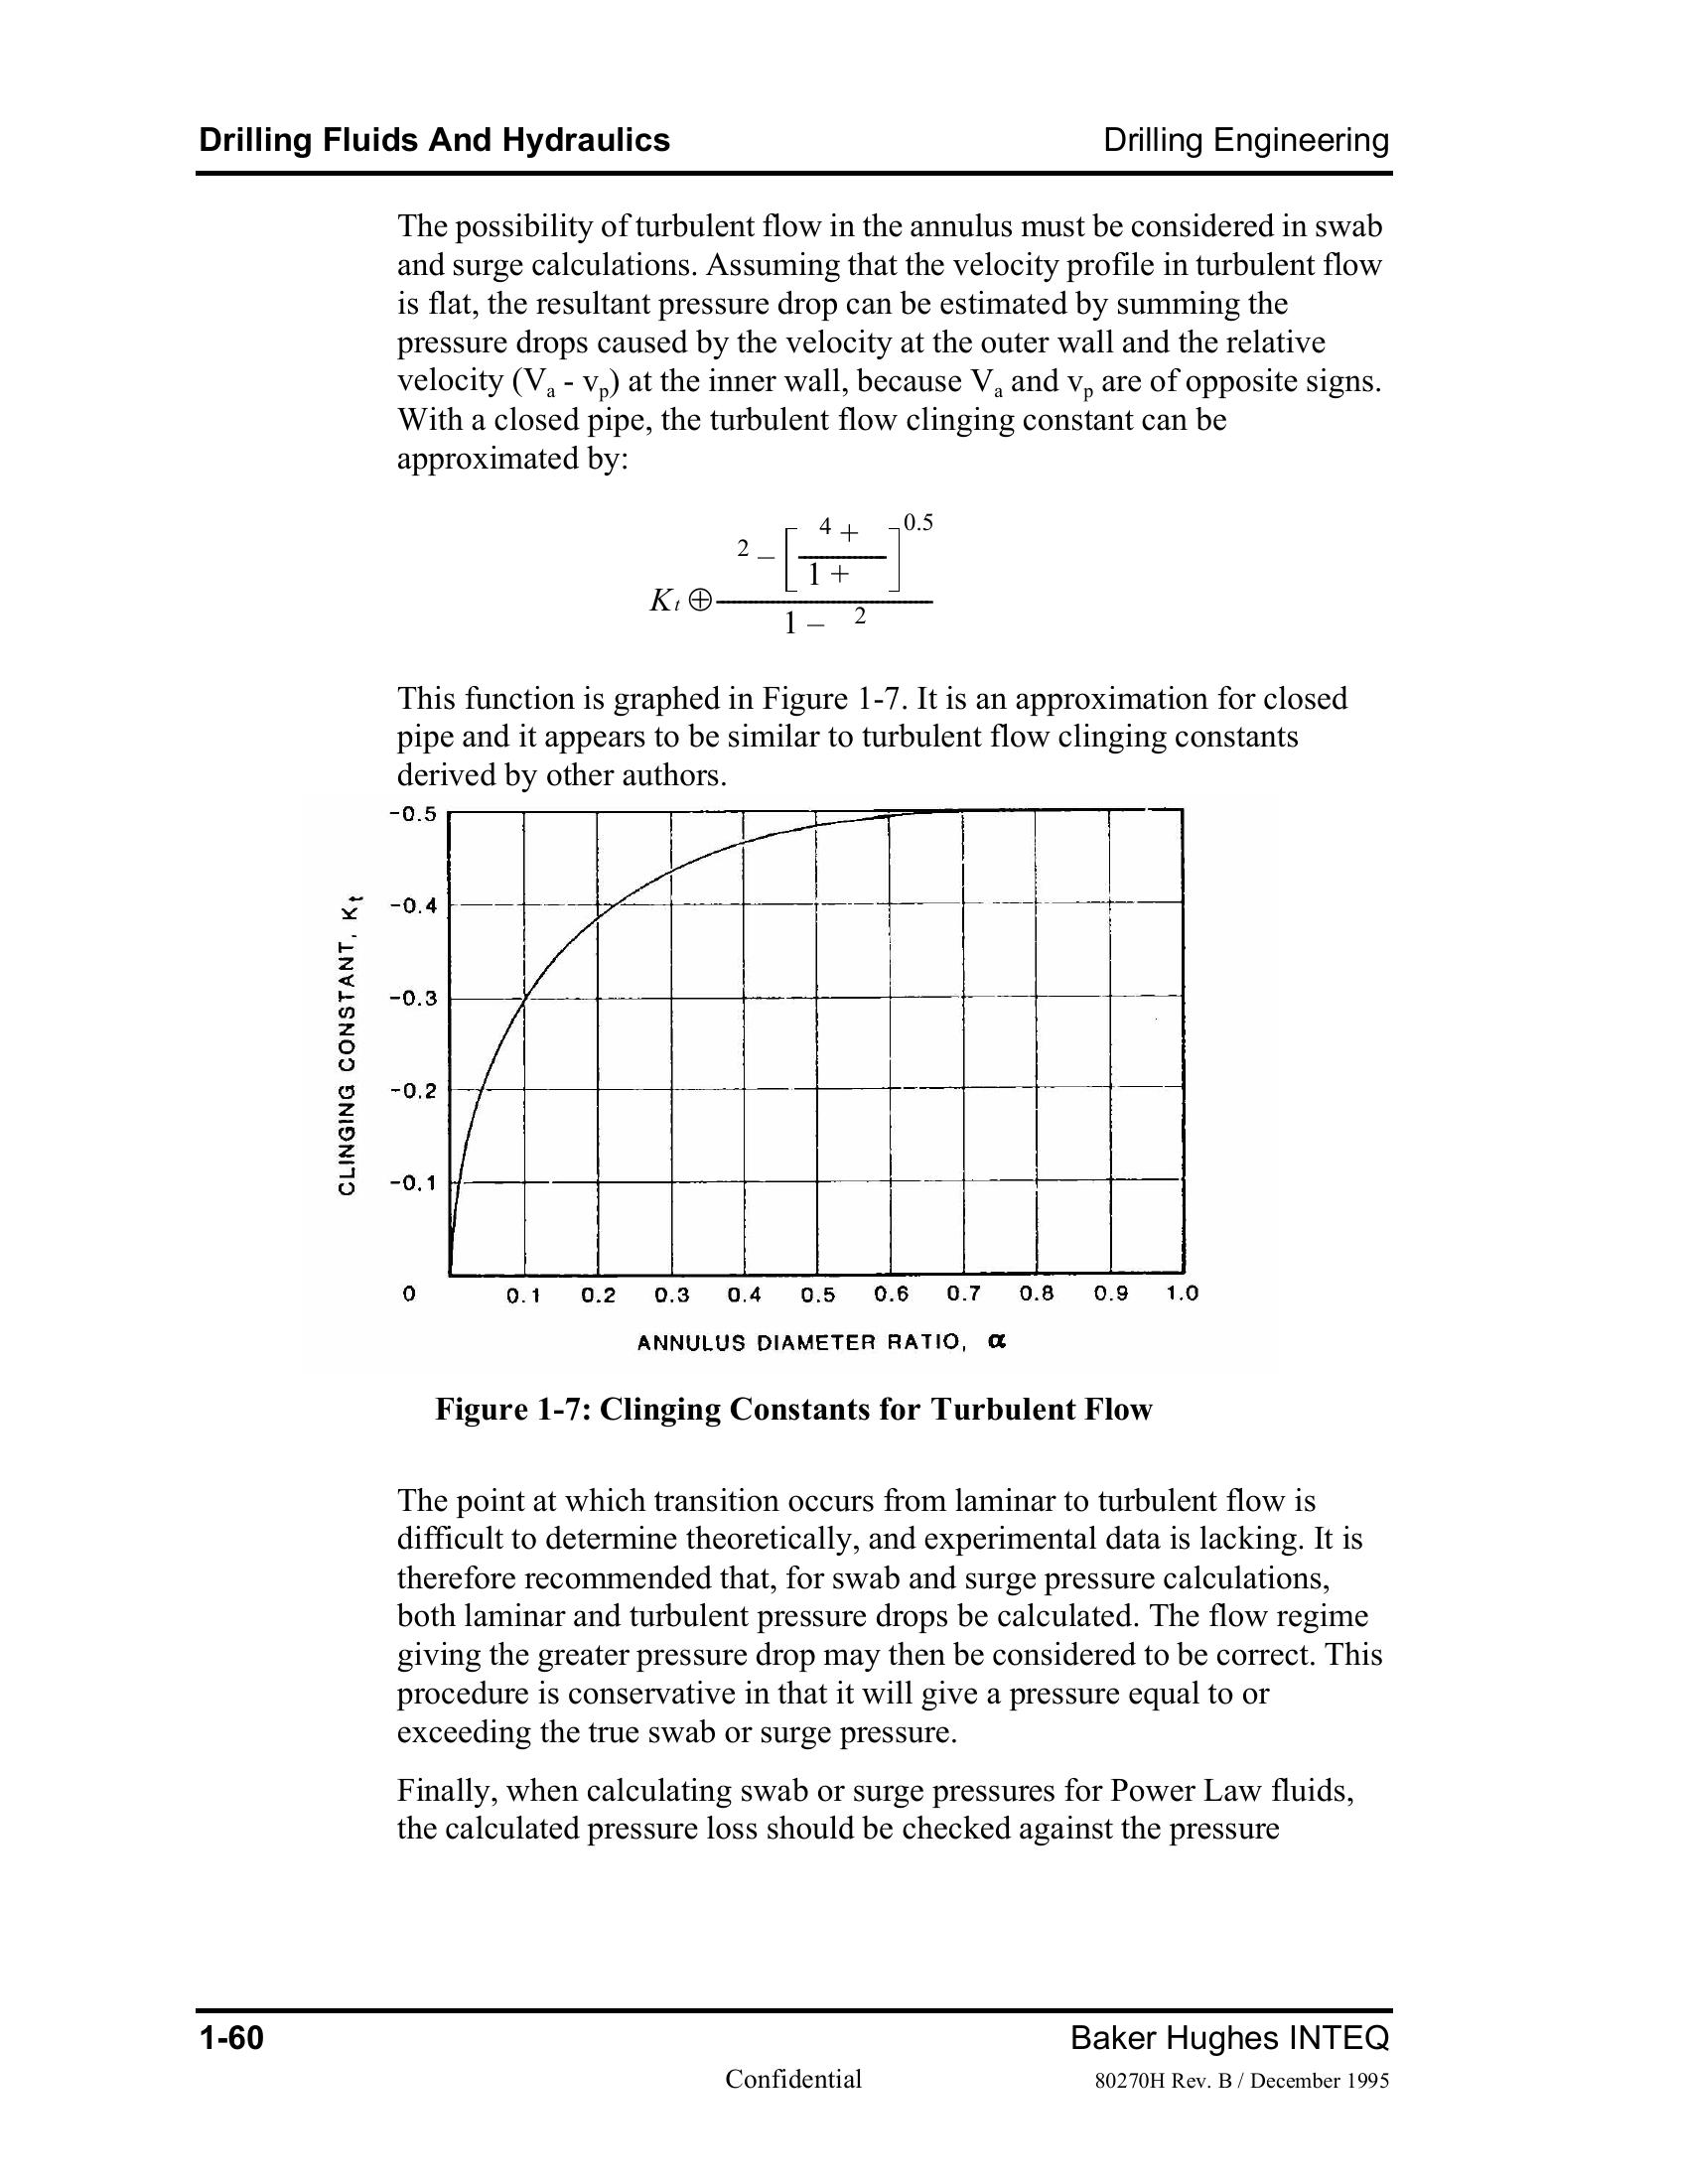 Drilling Fluids And Hydraulics Drilling Engineering
The possibility of turbulent flow in the annulus must be considered in swab
and surge calculations. Assuming that the velocity profile in turbulent flow
is flat, the resultant pressure drop can be estimated by summing the
pressure drops caused by the velocity at the outer wall and the relative
velocity (Va - vp) at the inner wall, because Va and vp are of opposite signs.
With a closed pipe, the turbulent flow clinging constant can be
approximated by:
2 – [ 4 + ] 0.5
1 +
Kt ⊕
1 – 2
This function is graphed in Figure 1-7. It is an approximation for closed
pipe and it appears to be similar to turbulent flow clinging constants
derived by other authors.
-0.5
-0.4
-0.3
-0.2
-0.1
CLINGING CONSTANT, Kt
0 0.1 0.2 0.3 0.4 0.5 0.6 0.7 0.8 0.9 1.0
ANNULUS DIAMETER RATIO, α
Figure 1-7: Clinging Constants for Turbulent Flow
The point at which transition occurs from laminar to turbulent flow is
difficult to determine theoretically, and experimental data is lacking. It is
therefore recommended that, for swab and surge pressure calculations,
both laminar and turbulent pressure drops be calculated. The flow regime
giving the greater pressure drop may then be considered to be correct. This
procedure is conservative in that it will give a pressure equal to or
exceeding the true swab or surge pressure.
Finally, when calculating swab or surge pressures for Power Law fluids,
the calculated pressure loss should be checked against the pressure
1-60 Baker Hughes INTEQ
Confidential 80270H Rev. B / December 1995